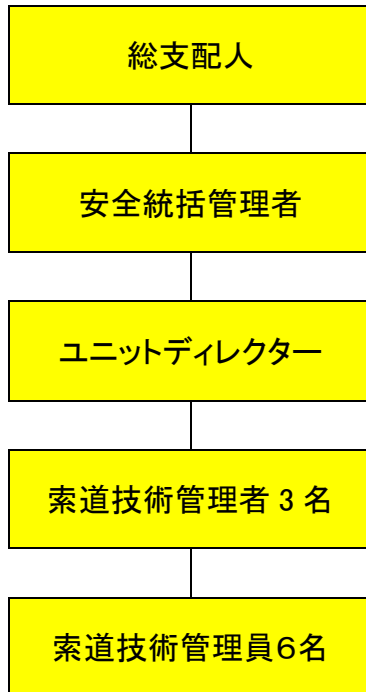 総支配人
安全統括管理者
ユニットディレクター
索道技術管理者 3 名
索道技術管理員６名